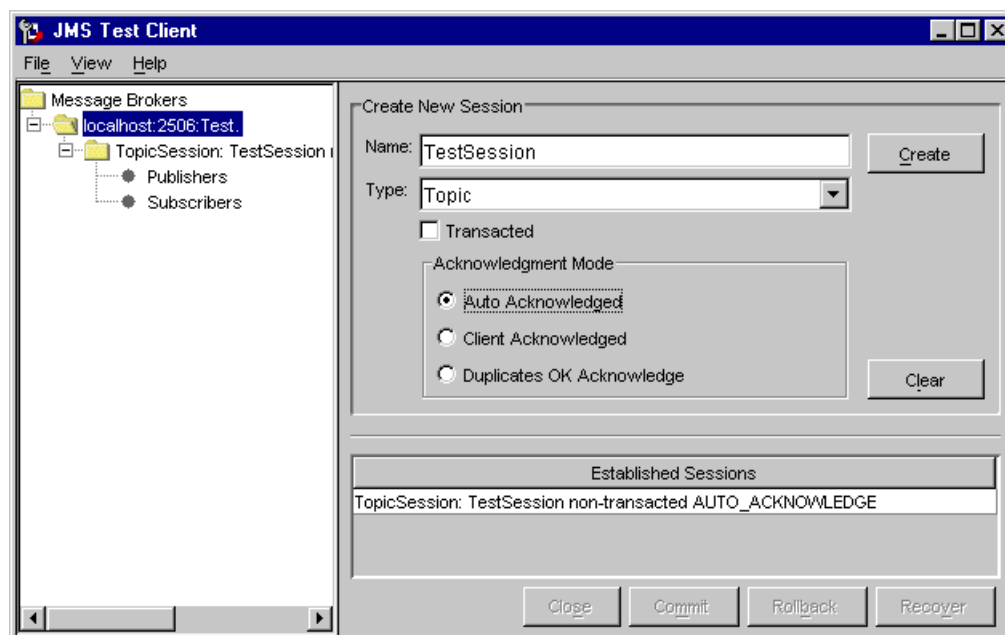 JMS Test Client
File View Help
Message Brokers
localhost:2506:Test.
TopicSession: TestSession
Publishers
Subscribers
Create New Session
Name: TestSession
Create
Type: Topic
Transacted
Acknowledgment Mode
Auto Acknowledged
Client Acknowledged
Duplicates OK Acknowledge
Clear
Established Sessions
TopicSession: TestSession non-transacted AUTO_ACKNOWLEDGE
Close Commit Rollback Recover